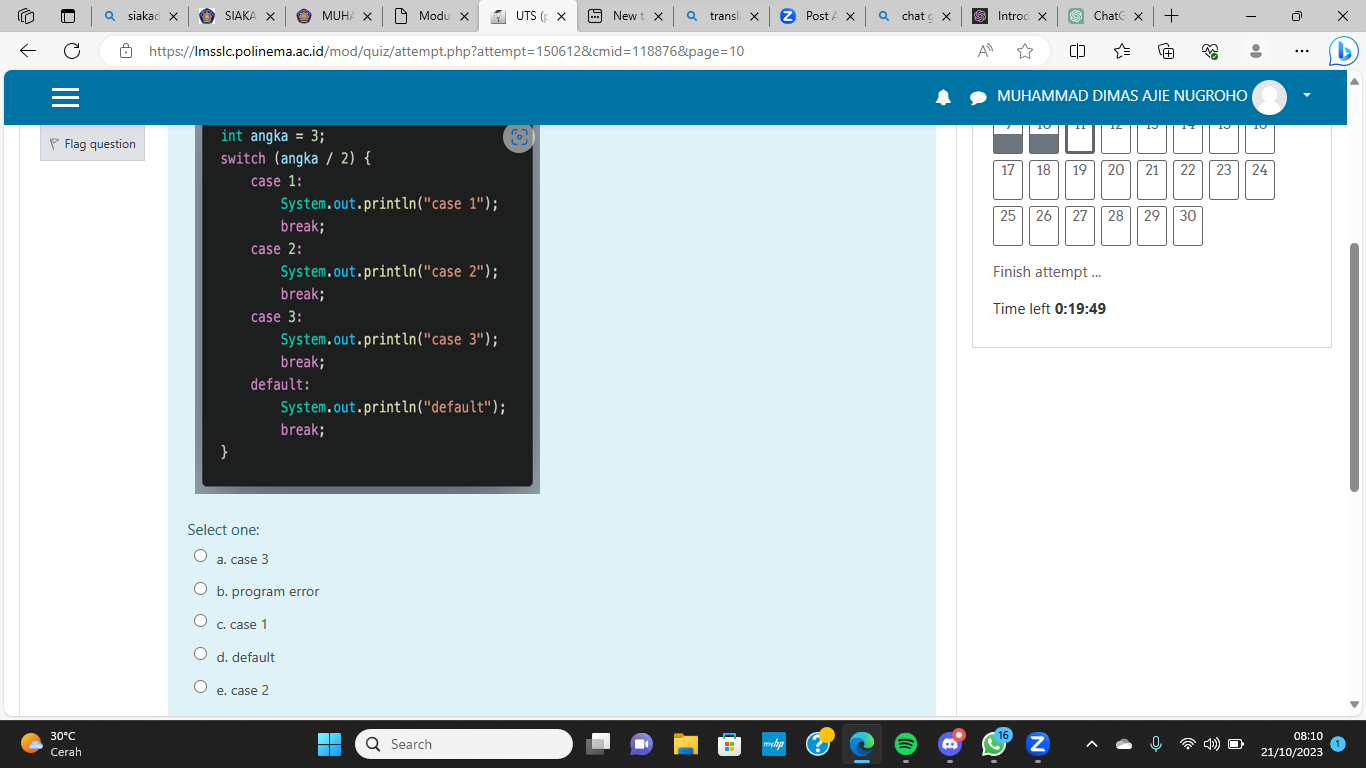 siakad
SIAKA
MUHA
Modu
UTS (p
New t
transl
Post A
chat g
Introd
ChatG
https://lmsslc.polinema.ac.id/mod/quiz/attempt.php?attempt=150612&cmid=118876&page=10
MUHAMMAD DIMAS AJIE NUGROHO
Flag question
int angka = 3;
switch (angka / 2) {
case 1:
System.out.println("case 1");
break;
case 2:
System.out.println("case 2");
break;
case 3:
System.out.println("case 3");
break;
default:
System.out.println("default");
break;
}
Select one:
a. case 3
b. program error
c. case 1
d. default
e. case 2
9 10 11 12 13 14 15 16
17 18 19 20 21 22 23 24
25 26 27 28 29 30
Finish attempt ...
Time left 0:19:49
30°C
Cerah
Search
myhp
16
08:10
21/10/2023
1